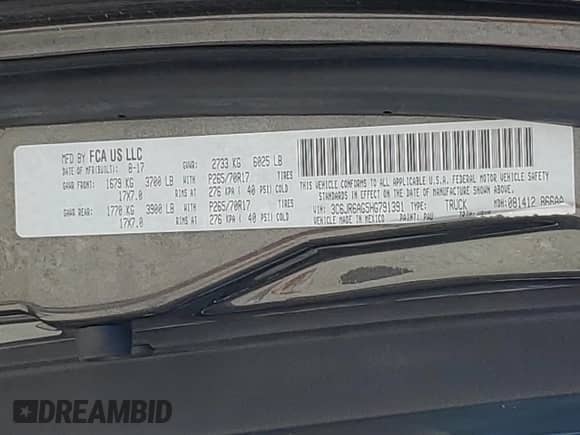 MFD BY FCA US LLC
MFR DATE(BUILT): 8-17 GVWR: 2733 KG 6025 LB
GAWR FRONT: 1679 KG 3700 LB WITH P265/70R17 TIRES
17X7.0 RIMS AT 276 KPA ( 40 PSI) COLD
GAWR REAR: 1770 KG 3900 LB WITH P265/70R17 TIRES
17X7.0 RIMS AT 276 KPA ( 40 PSI) COLD
THIS VEHICLE CONFORMS TO ALL APPLICABLE U.S.A. FEDERAL MOTOR VEHICLE SAFETY
STANDARDS IN EFFECT ON THE DATE OF MANUFACTURE SHOWN ABOVE.
VIN: 3C6JR6AG5HG791391 TYPE: TRUCK
VEHICLE MADE IN MEXICO PAINT: MDH: 081412
DREAMBID